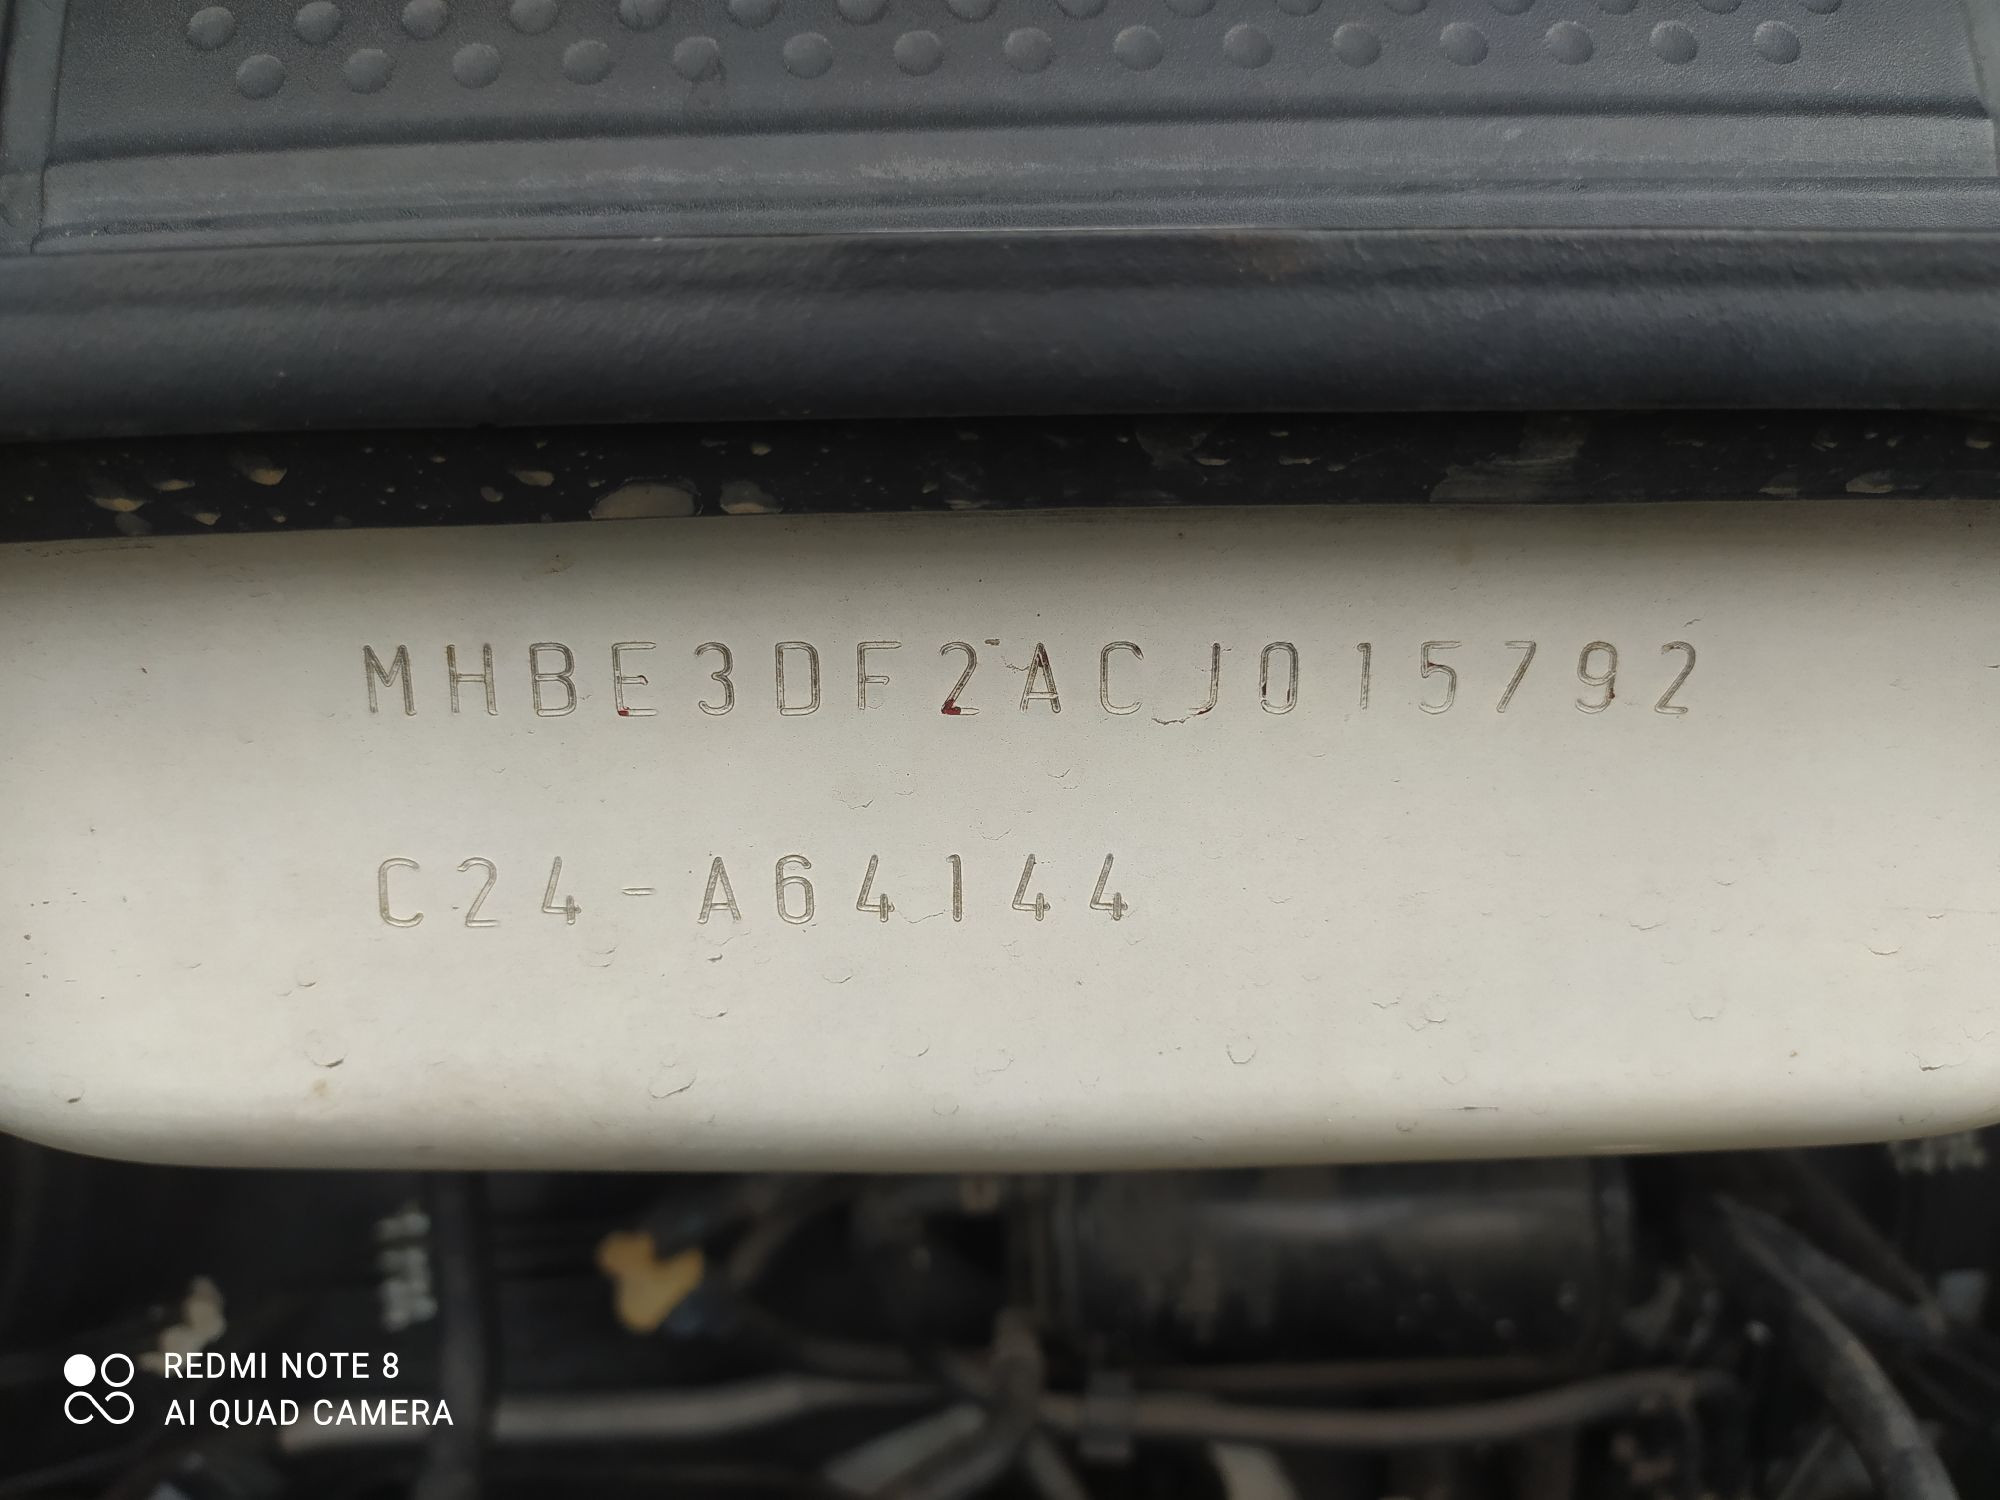 MHBE3DF2ACJ015792
C24-A64144
REDMI NOTE 8
AI QUAD CAMERA